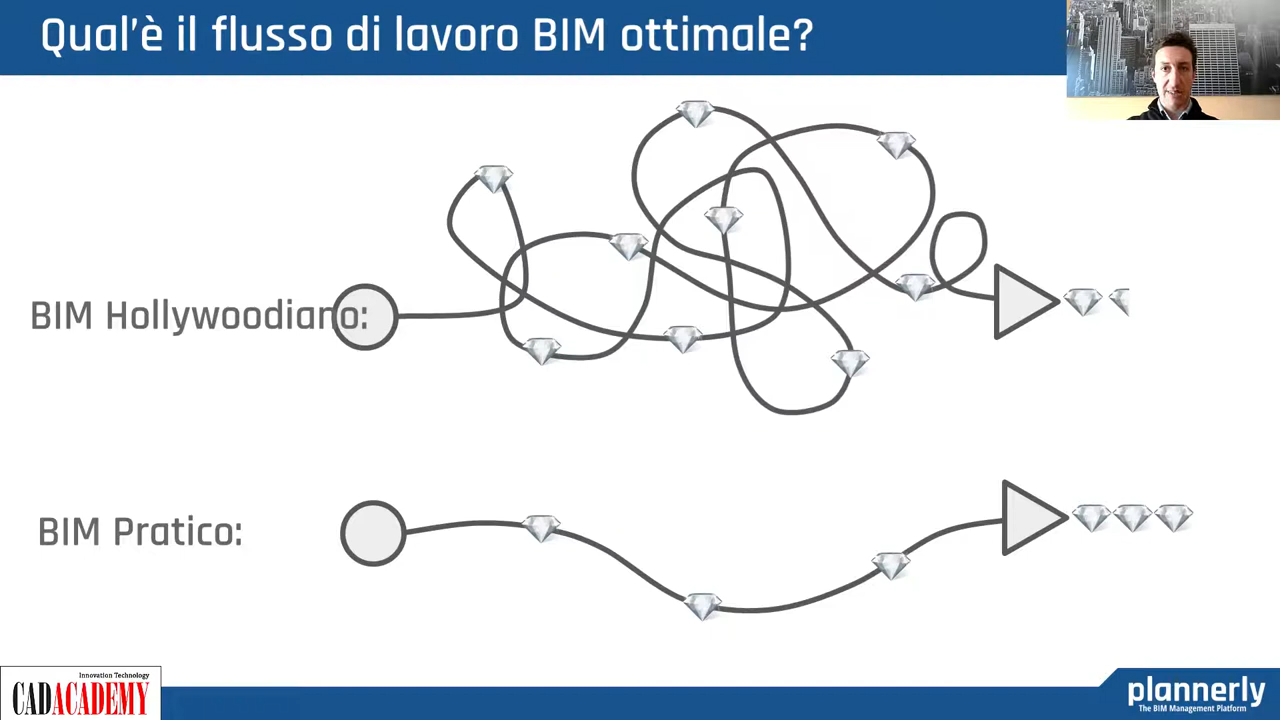 Qual'è il flusso di lavoro BIM ottimale?
BIM Hollywoodiano:
BIM Pratico:
Innovation Technology
CADACADEMY
plannerly
The BIM Management Platform